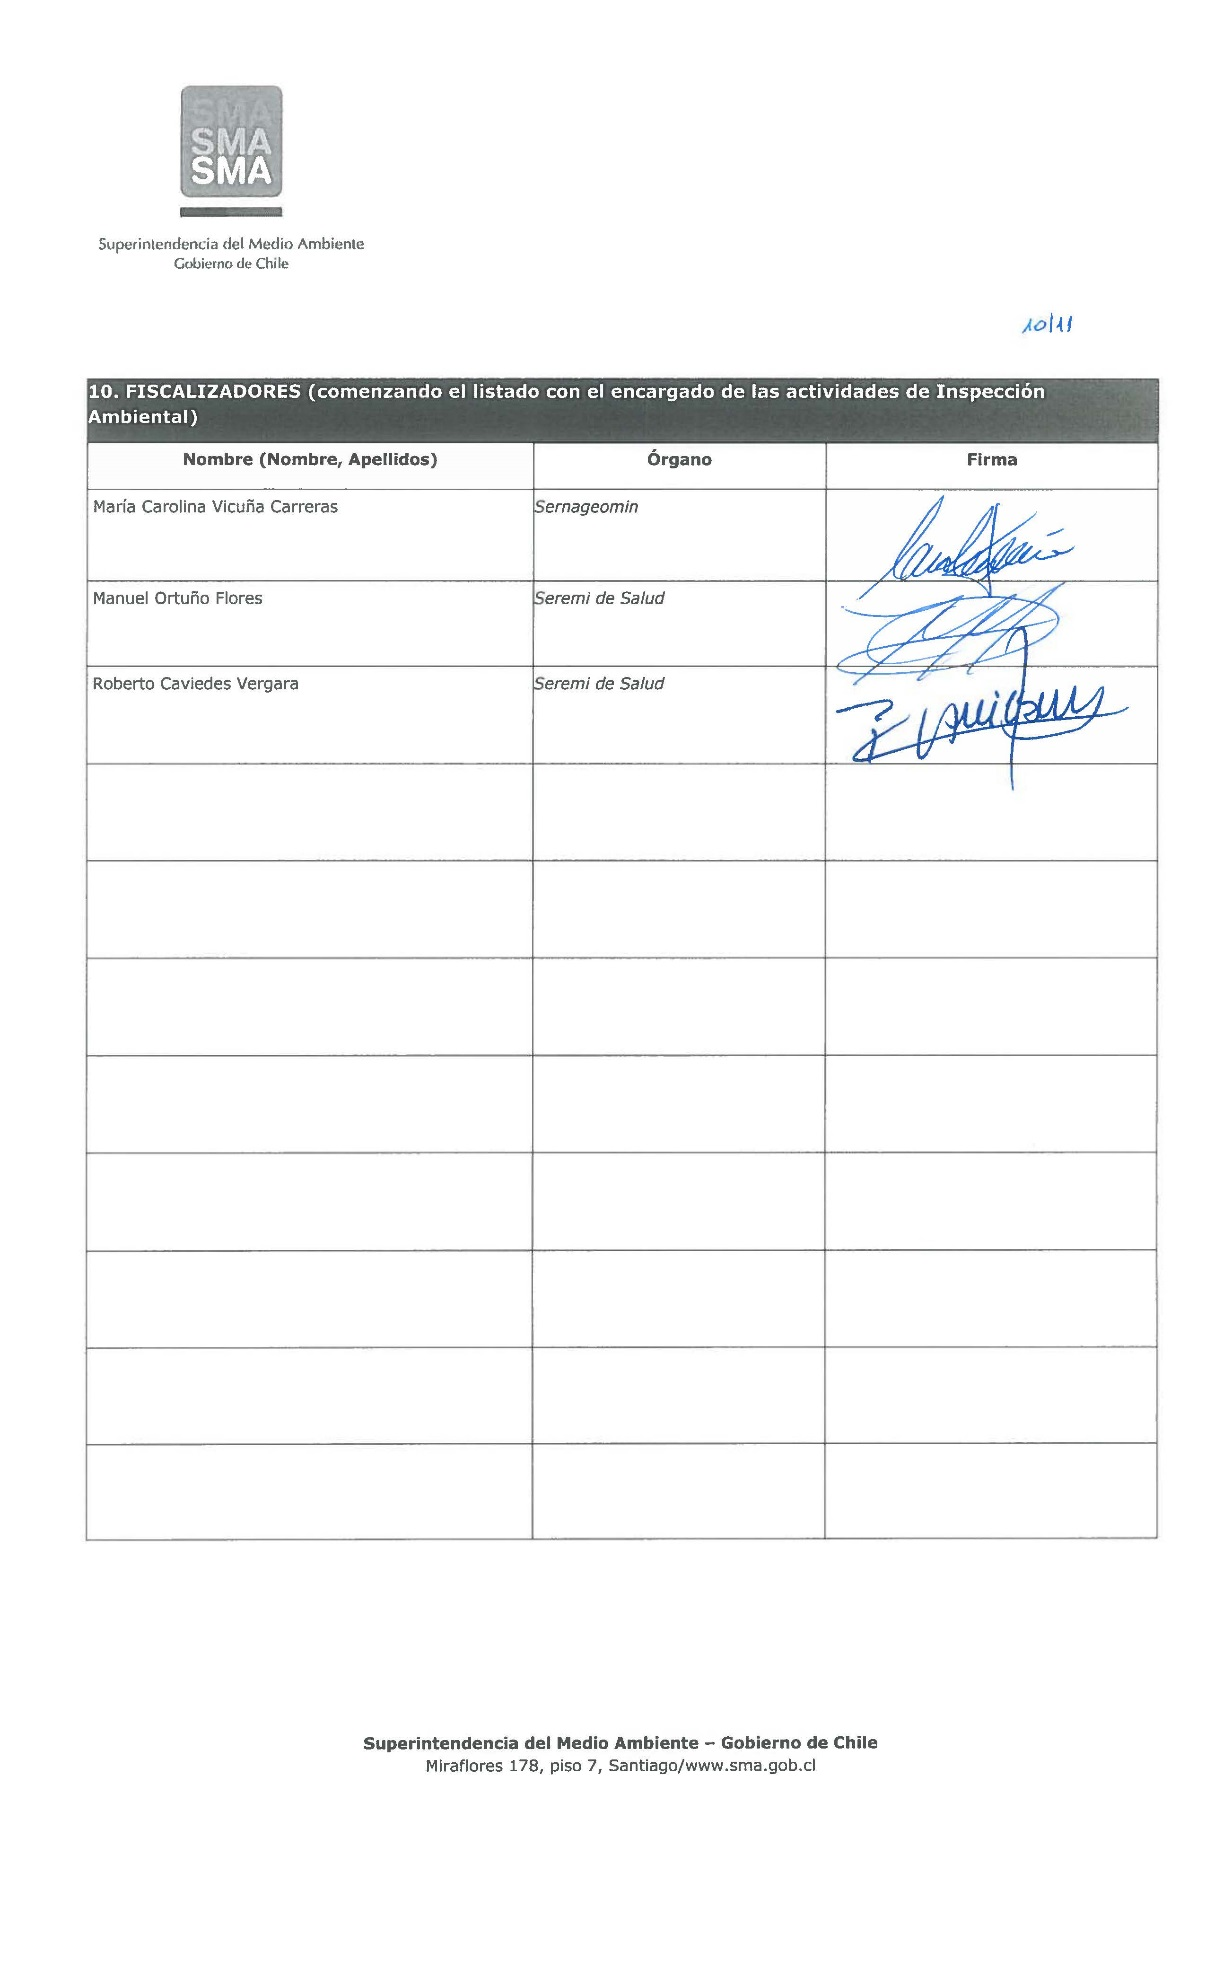 SMA
SMA
SMA
Superintendencia del Medio Ambiente
Gobierno de Chile
10/11
10. FISCALIZADORES (comenzando el listado con el encargado de las actividades de Inspección
Ambiental)
Nombre (Nombre, Apellidos) Órgano Firma
María Carolina Vicuña Carreras Sernageomin
Manuel Ortuño Flores Seremi de Salud
Roberto Caviedes Vergara Seremi de Salud
Superintendencia del Medio Ambiente – Gobierno de Chile
Miraflores 178, piso 7, Santiago/www.sma.gob.cl